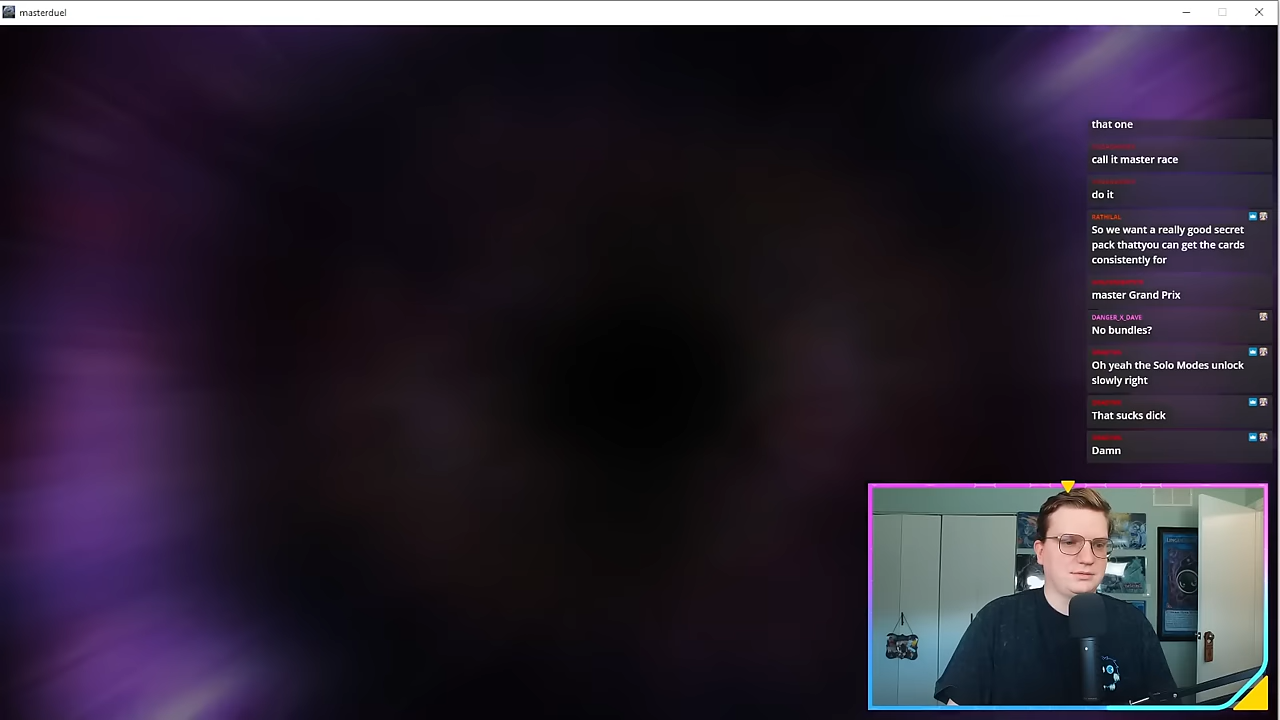 masterduel
that one
call it master race
do it
RATHILAL
So we want a really good secret
pack thattyou can get the cards
consistently for
master Grand Prix
DANGER_X_DAVE
No bundles?
Oh yeah the Solo Modes unlock
slowly right
That sucks dick
Damn